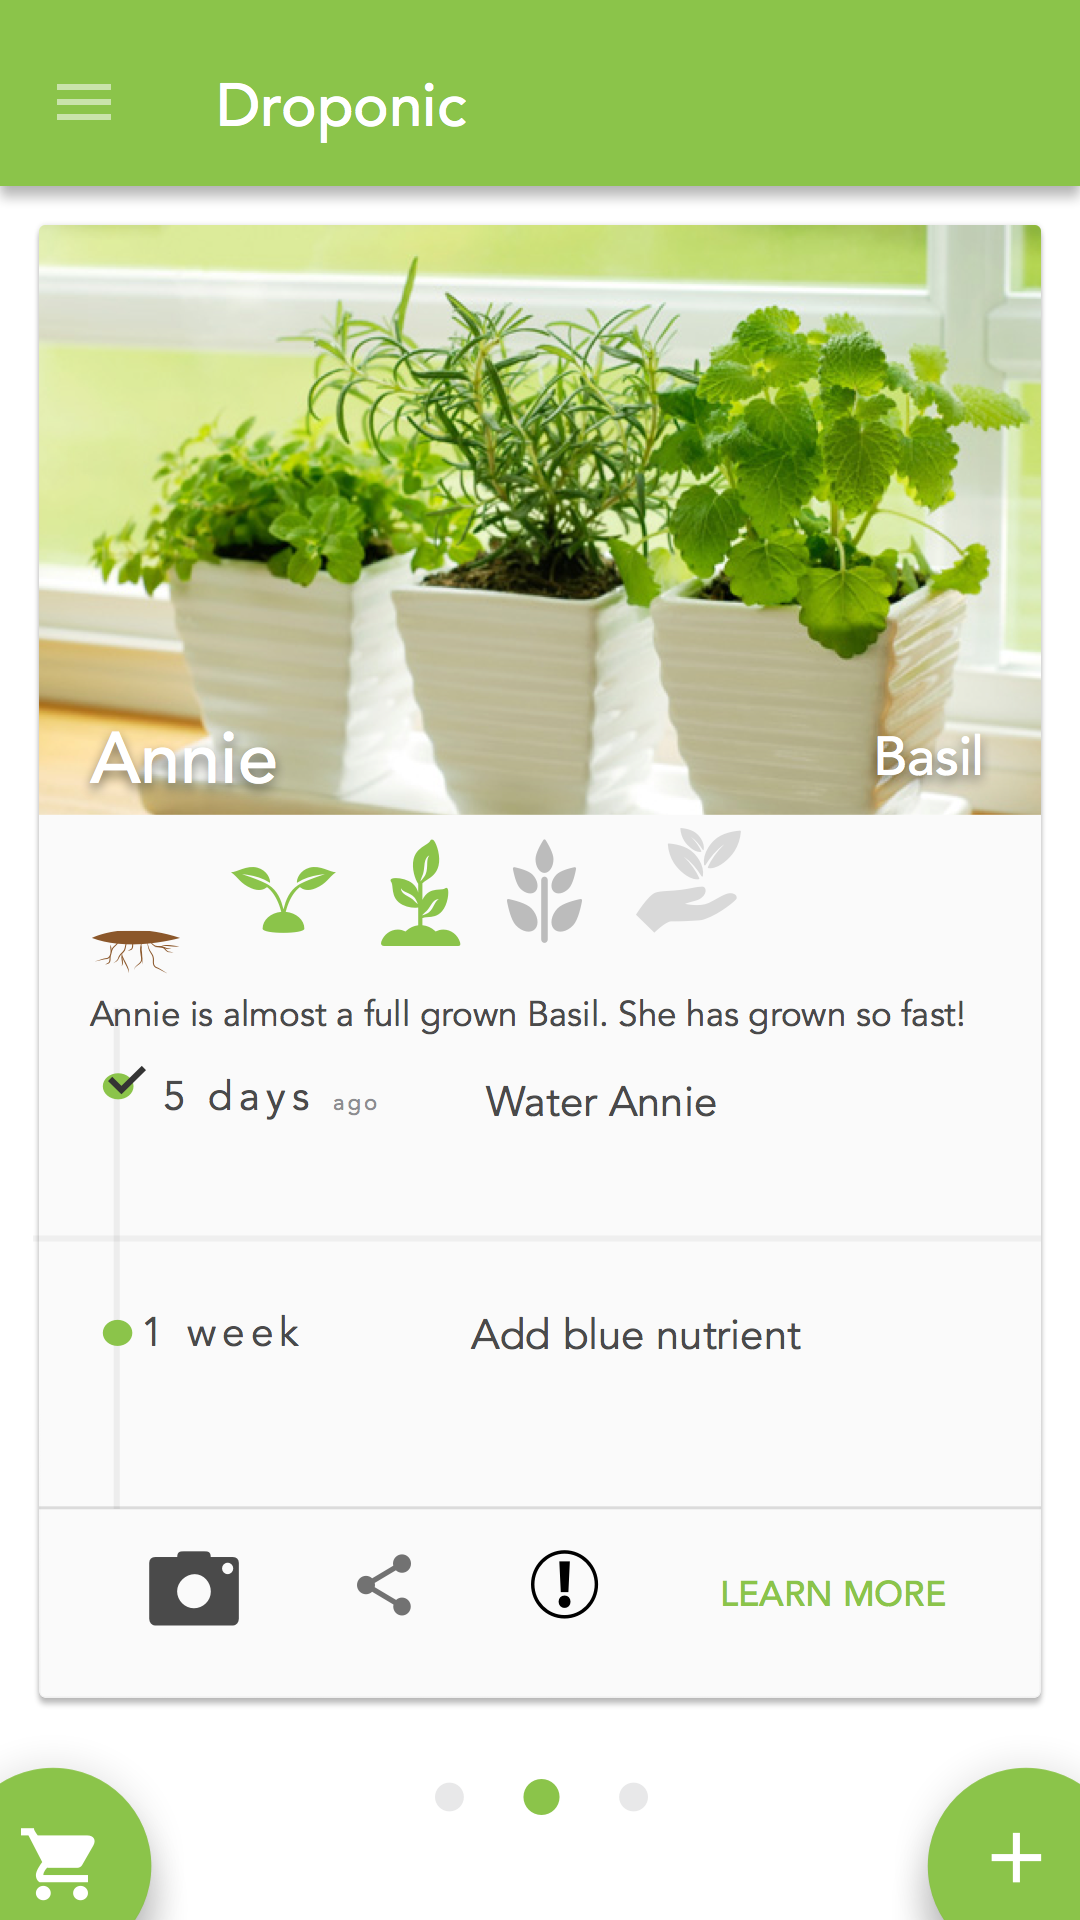 Droponic
Annie
Basil
Annie is almost a full grown Basil. She has grown so fast!
5 days ago
Water Annie
1 week
Add blue nutrient
LEARN MORE